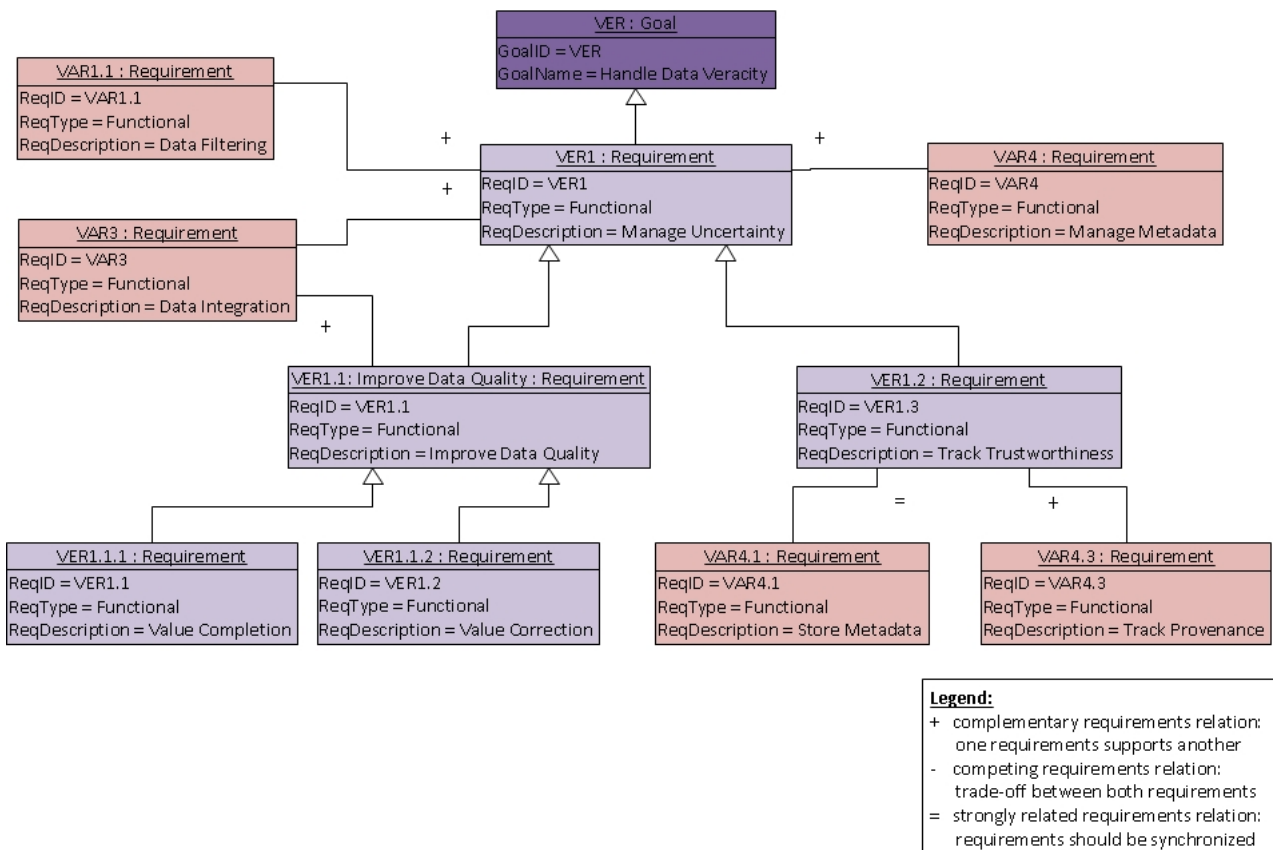 VER : Goal
GoalID = VER
GoalName = Handle Data Veracity
VAR1.1 : Requirement
ReqID = VAR1.1
ReqType = Functional
ReqDescription = Data Filtering
+
+
VER1 : Requirement
ReqID = VER1
ReqType = Functional
ReqDescription = Manage Uncertainty
VAR4 : Requirement
ReqID = VAR4
ReqType = Functional
ReqDescription = Manage Metadata
+
VAR3 : Requirement
ReqID = VAR3
ReqType = Functional
ReqDescription = Data Integration
+
VER1.1: Improve Data Quality : Requirement
ReqID = VER1.1
ReqType = Functional
ReqDescription = Improve Data Quality
VER1.2 : Requirement
ReqID = VER1.3
ReqType = Functional
ReqDescription = Track Trustworthiness
=
+
VER1.1.1 : Requirement
ReqID = VER1.1
ReqType = Functional
ReqDescription = Value Completion
VER1.1.2 : Requirement
ReqID = VER1.2
ReqType = Functional
ReqDescription = Value Correction
VAR4.1 : Requirement
ReqID = VAR4.1
ReqType = Functional
ReqDescription = Store Metadata
VAR4.3 : Requirement
ReqID = VAR4.3
ReqType = Functional
ReqDescription = Track Provenance
Legend:
+ complementary requirements relation:
one requirements supports another
- competing requirements relation:
trade-off between both requirements
= strongly related requirements relation:
requirements should be synchronized